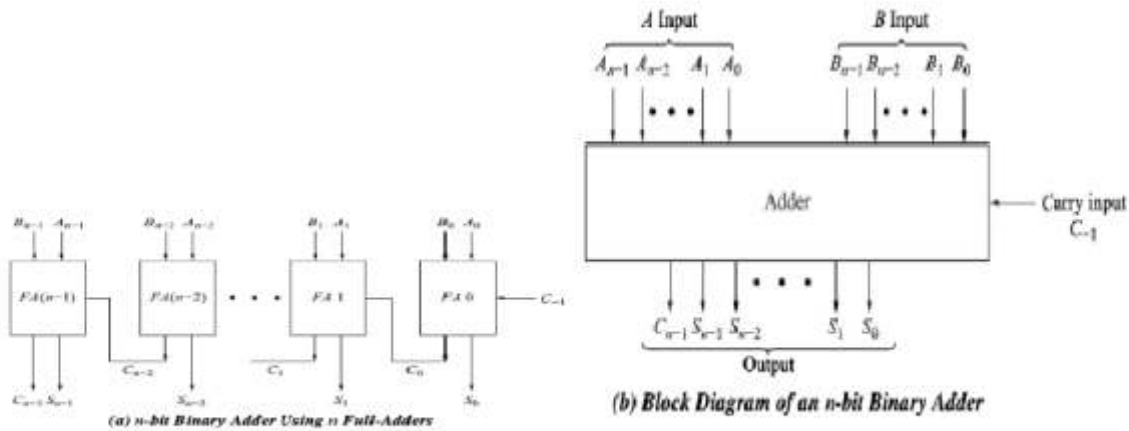 B_{n-1} A_{n-1} B_{n-2} A_{n-2} B_1 A_1 B_0 A_0
FA(n-1) FA(n-2) • • • FA 1 FA 0 C_{-1}
C_{n-2} C_1 C_0
C_{n-1} S_{n-1} S_{n-2} S_1 S_0
(a) n-bit Binary Adder Using n Full-Adders
A Input B Input
A_{n-1} A_{n-2} A_1 A_0 B_{n-1} B_{n-2} B_1 B_0
• • • • • •
Adder
Carry input
C_{-1}
• • •
C_{n-1} S_{n-1} S_{n-2} S_1 S_0
Output
(b) Block Diagram of an n-bit Binary Adder